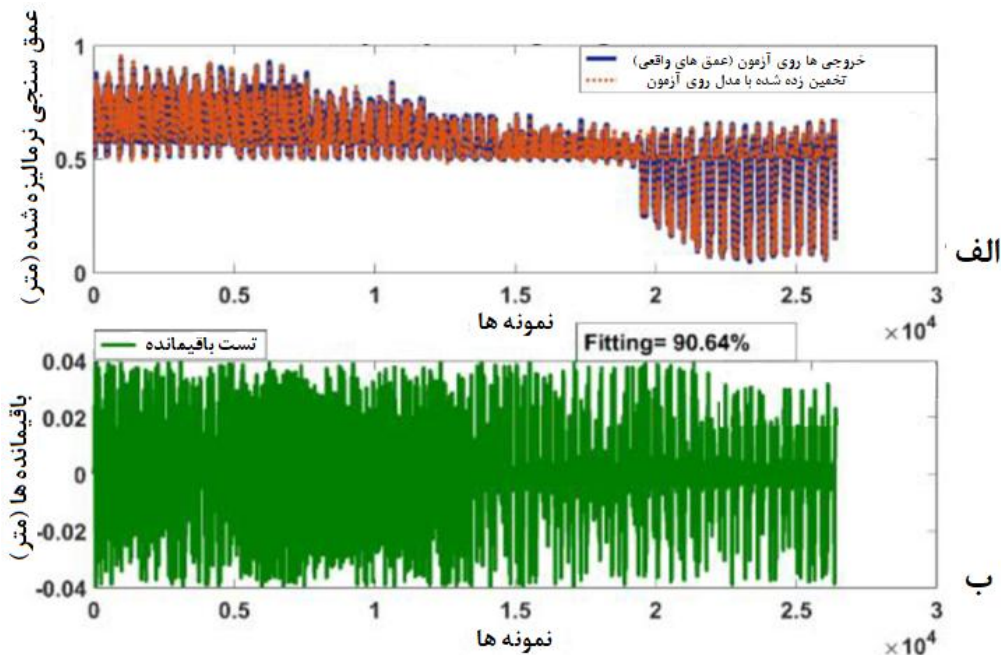 عمق سنجی نرمالیزه شده (متر)
1
0.5
0
خروجی ها روی آزمون (عمق های واقعی)
تخمین زده شده با مدل روی آزمون
0 0.5 1 1.5 2 2.5 3
نمونه ها
×10^4
الف
تست باقیمانده
Fitting= 90.64%
باقیمانده ها (متر)
0.04
0.02
0
-0.02
-0.04
0 0.5 1 1.5 2 2.5 3
نمونه ها
×10^4
ب